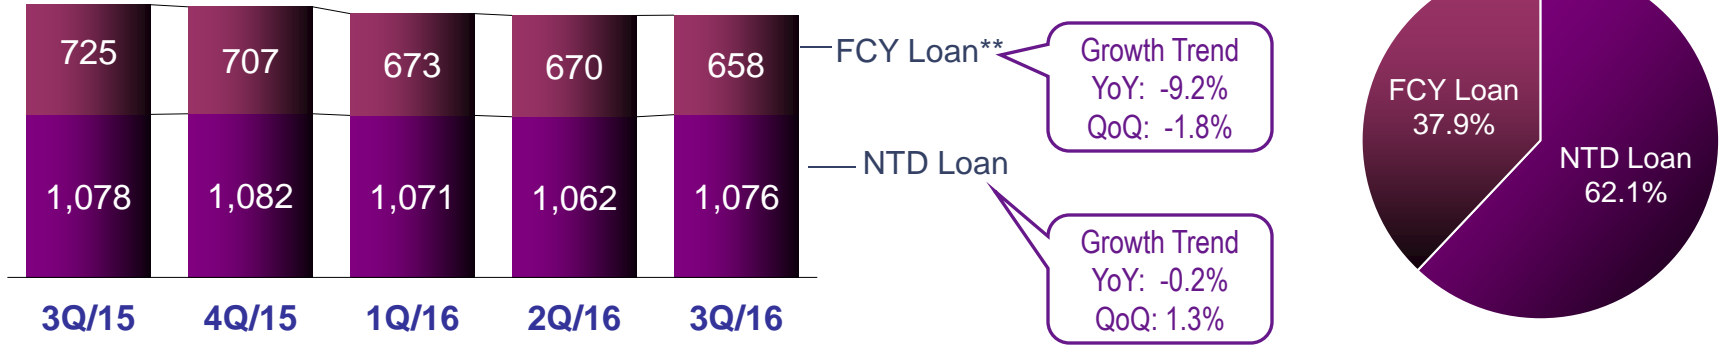 725
707
673
670
658
FCY Loan**
1,078
1,082
1,071
1,062
1,076
NTD Loan
3Q/15
4Q/15
1Q/16
2Q/16
3Q/16
Growth Trend
YoY: -9.2%
QoQ: -1.8%
Growth Trend
YoY: -0.2%
QoQ: 1.3%
FCY Loan
37.9%
NTD Loan
62.1%